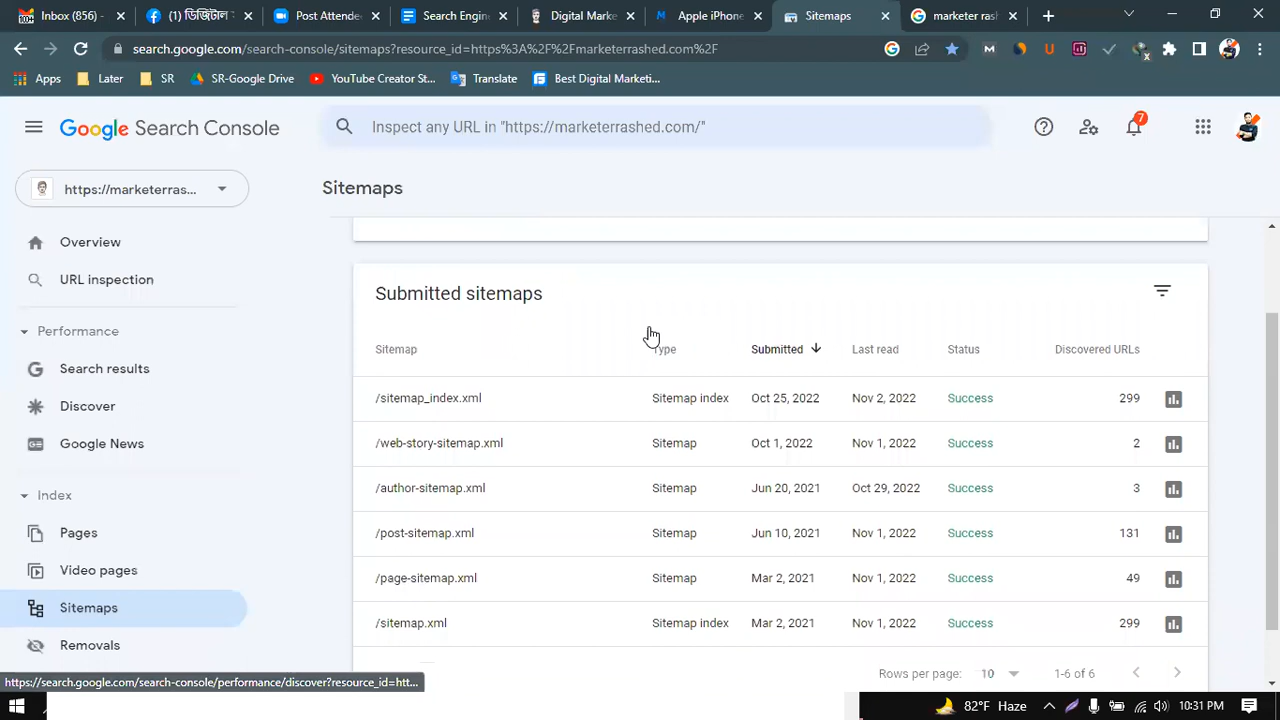 Inbox (4) - sh
(1) ডিজিটাল
Post Attende
Search Engin
Digital Marke
Apple iPhone
Sitemaps
marketer rash
search.google.com/search-console/sitemaps?resource_id=https%3A%2F%2Fmarketerrashed.com%2F
Apps
Later
SR
SR-Google Drive
YouTube Creator St...
Translate
Best Digital Marketi...
Google Search Console
Inspect any URL in "https://marketerrashed.com/"
7
https://marketerras...
Sitemaps
Overview
URL inspection
Performance
Search results
Discover
Google News
Index
Pages
Video pages
Sitemaps
Removals
Submitted sitemaps
Sitemap Type Submitted Last read Status Discovered URLs
/sitemap_index.xml Sitemap index Oct 25, 2022 Nov 2, 2022 Success 299
/web-story-sitemap.xml Sitemap Oct 1, 2022 Nov 1, 2022 Success 2
/author-sitemap.xml Sitemap Jun 20, 2021 Oct 29, 2022 Success 3
/post-sitemap.xml Sitemap Jun 10, 2021 Nov 1, 2022 Success 131
/page-sitemap.xml Sitemap Mar 2, 2021 Nov 1, 2022 Success 49
/sitemap.xml Sitemap index Mar 2, 2021 Nov 1, 2022 Success 299
Rows per page: 10 1-6 of 6
https://search.google.com/search-console/performance/discover?resource_id=htt...
82°F Haze 10:31 PM